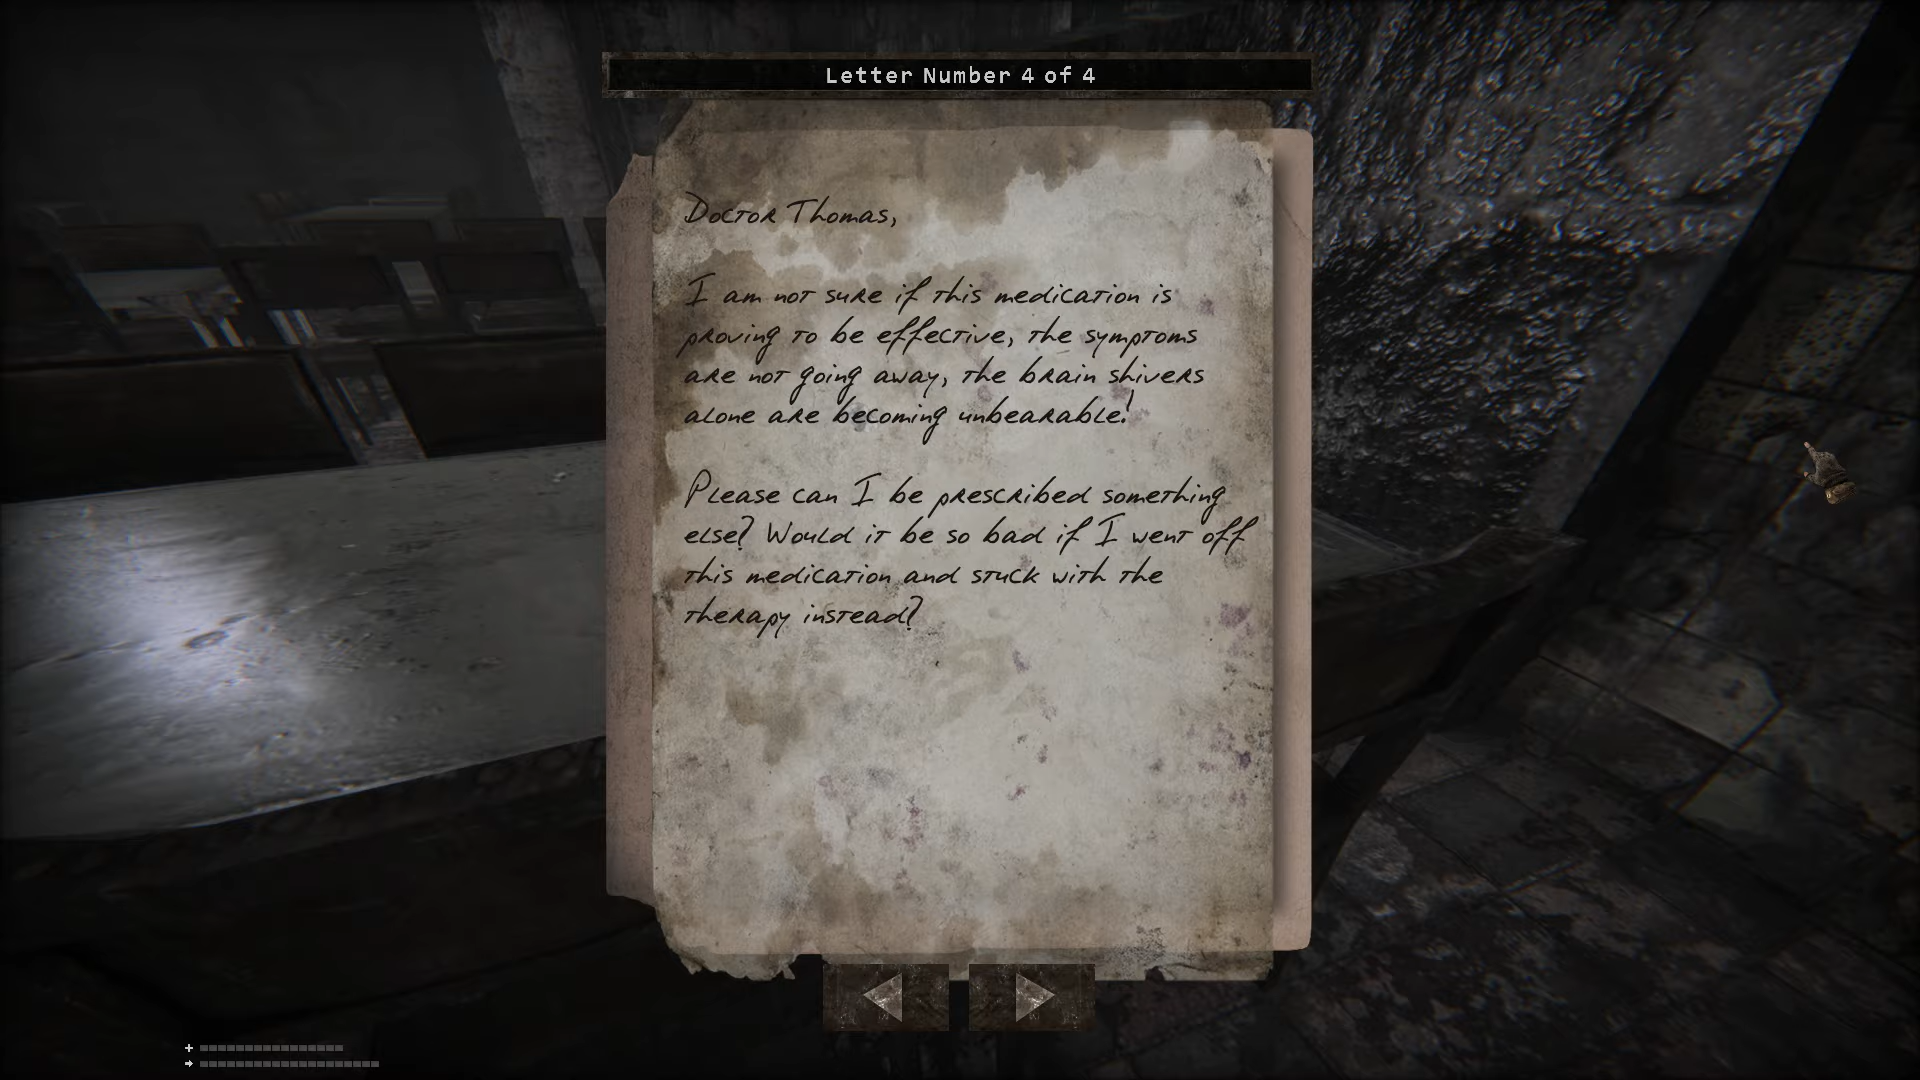 Letter Number 4 of 4
Doctor Thomas,
I am not sure if this medication is
proving to be effective, the symptoms
are not going away, the brain shivers
alone are becoming unbearable!
Please can I be prescribed something
else? Would it be so bad if I went off
this medication and stuck with the
therapy instead?